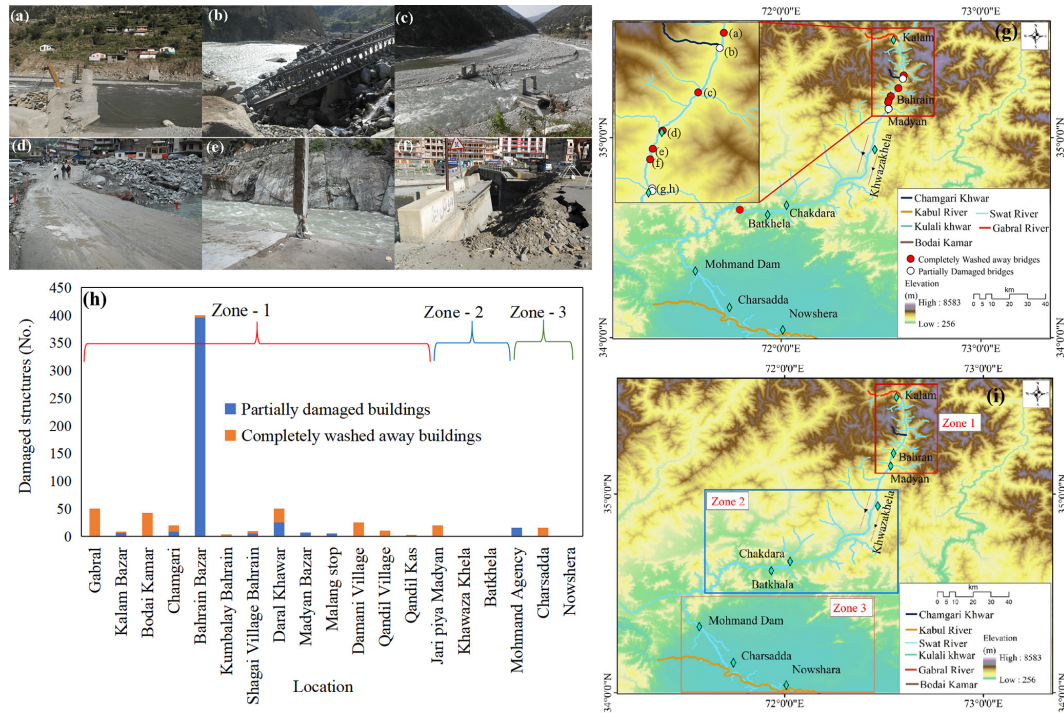 (a)
(b)
(c)
(d)
(e)
(f)
(h)
Damaged structures (No.)
450
400
350
300
250
200
150
100
50
0
Zone - 1
Zone - 2
Zone - 3
Partially damaged buildings
Completely washed away buildings
Gabral
Kalam Bazar
Bodai Kamar
Chamgari
Bahrain Bazar
Kumbalay Bahrain
Shagai Village Bahrain
Daral Khawar
Madyan Bazar
Malang stop
Damani Village
Qandil Village
Qandil Kas
Jari piya Madyan
Khawaza Khela
Batkhela
Mohmand Agency
Charsadda
Nowshera
Location
72°0'0"E
73°0'0"E
(a)
(b)
(c)
(d)
(e)
(f)
(g,h)
(g)
Kalam
Bahrain
Madyan
Khwazakhela
Chakdara
Batkhela
Mohmand Dam
Charsadda
Nowshera
35°0'0"N
34°0'0"N
Chamgari Khwar
Kabul River
Swat River
Kulali khwar
Gabral River
Bodai Kamar
Completely Washed away bridges
Partially Damaged bridges
Elevation
(m)
High : 8583
Low : 256
km
0 5 10 20 30 40
72°0'0"E
73°0'0"E
(i)
Kalam
Zone 1
Bahran
Madyan
Khwazakhela
Zone 2
Chakdara
Batkhala
Zone 3
Mohmand Dam
Charsadda
Nowshara
35°0'0"N
34°0'0"N
km
0 5 10 20 30 40
Chamgari Khwar
Kabul River
Swat River
Kulali khwar
Gabral River
Bodai Kamar
Elevation
(m)
High : 8583
Low : 256
72°0'0"E
73°0'0"E